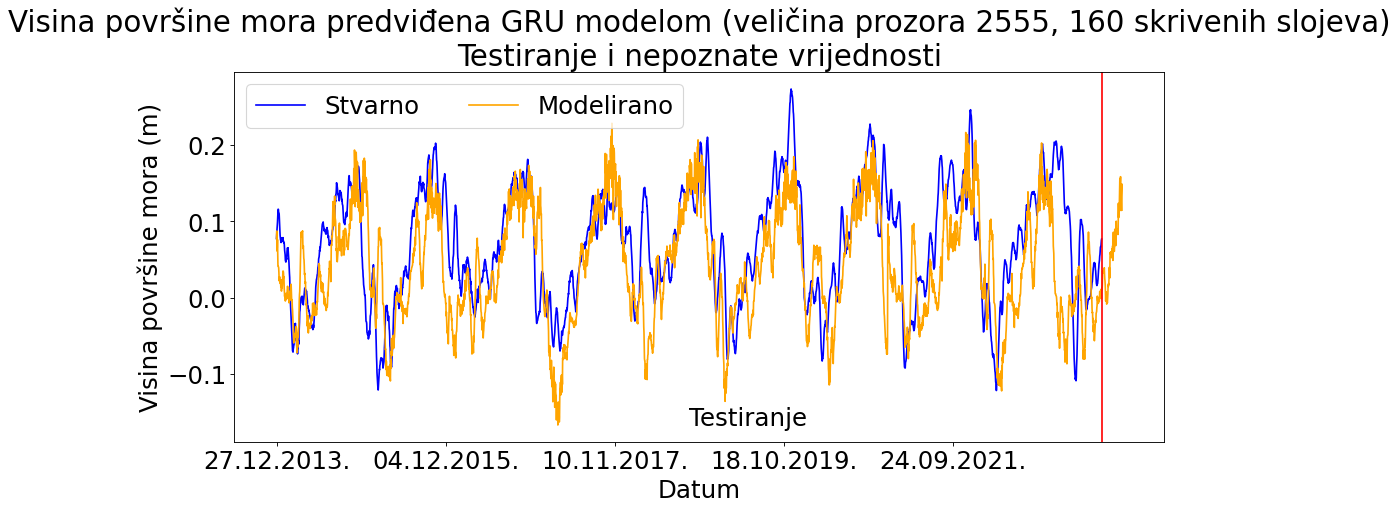 Visina površine mora predviđena GRU modelom (veličina prozora 2555, 160 skrivenih slojeva)
Testiranje i nepoznate vrijednosti
Stvarno
Modelirano
Visina površine mora (m)
0.2
0.1
0.0
−0.1
Testiranje
27.12.2013.
04.12.2015.
10.11.2017.
18.10.2019.
24.09.2021.
Datum